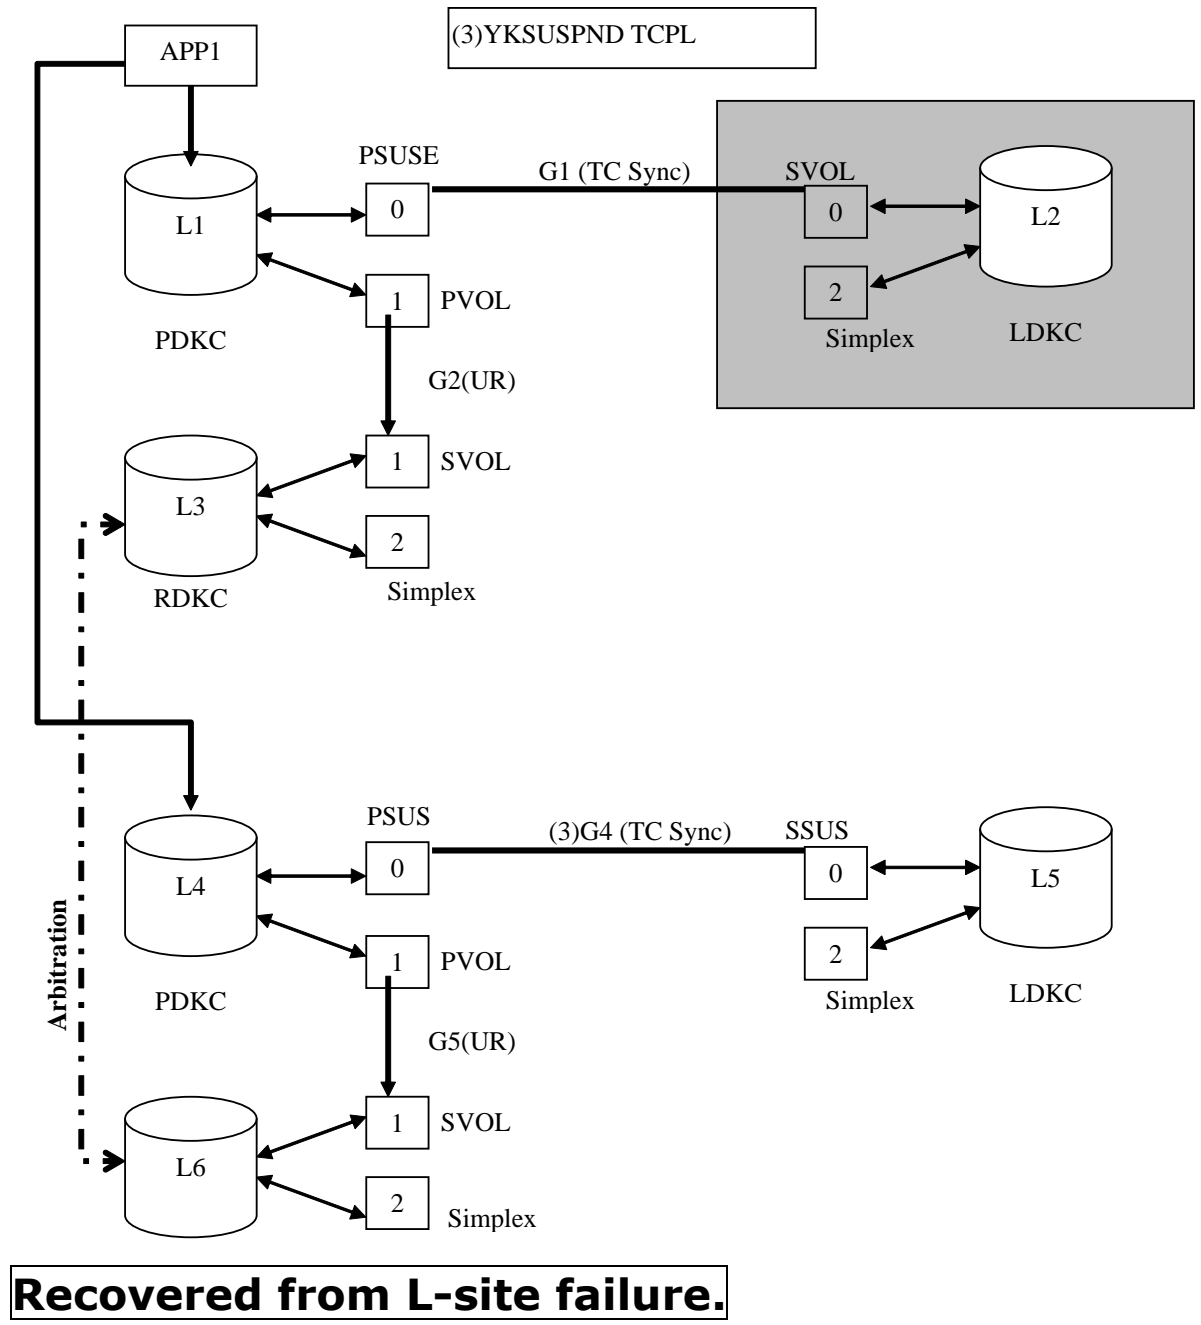 (3)YKSUSPND TCPL
APP1
PSUSE
G1 (TC Sync)
SVOL
L1
0
0
L2
1
PVOL
2
PDKC
Simplex
LDKC
G2(UR)
1
SVOL
L3
2
RDKC
Simplex
PSUS
(3)G4 (TC Sync)
SSUS
L4
0
0
L5
Arbitration
1
PVOL
2
PDKC
Simplex
LDKC
G5(UR)
1
SVOL
L6
2
Simplex
Recovered from L-site failure.